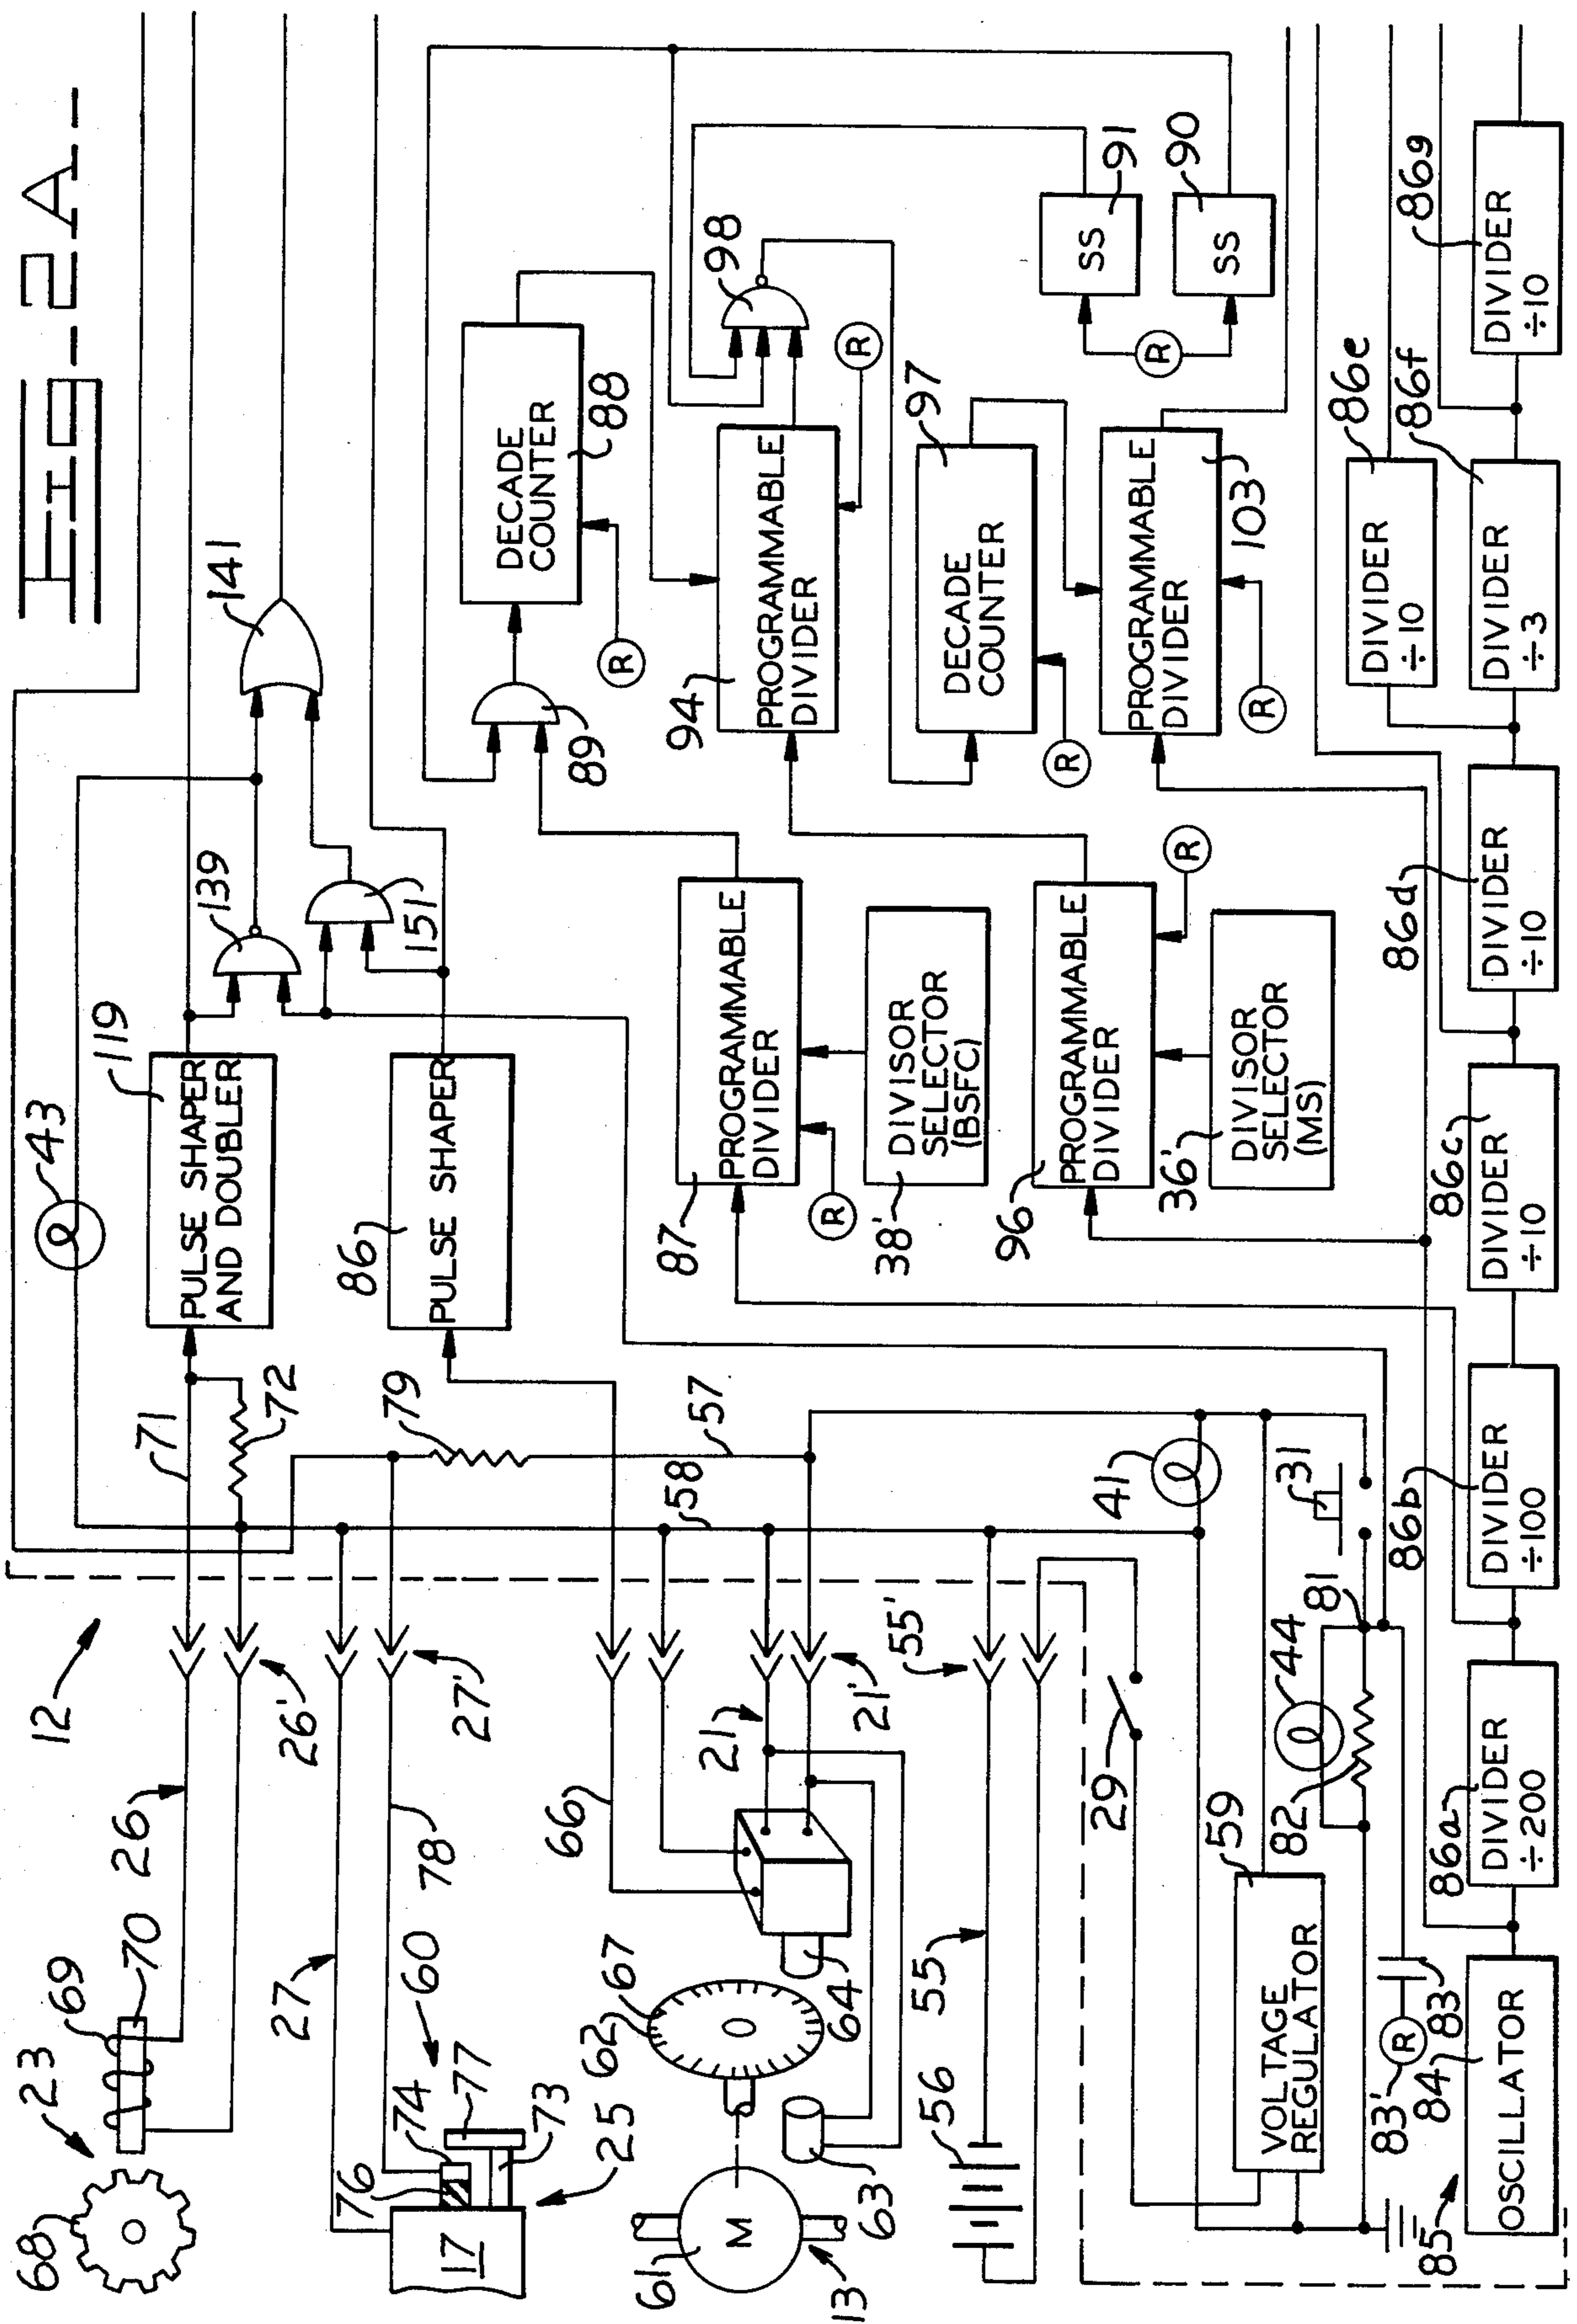 FIG_2A_
12
43
119
PULSE SHAPER
AND DOUBLER
139
141
71
72
26
26'
23
69
70
68
86
PULSE SHAPER
151
79
57
58
27
27'
78
60
74
77
76
73
17
25
87
PROGRAMMABLE
DIVIDER
R
38'
DIVISOR
SELECTOR
(BSFC)
89
DECADE
COUNTER
88
R
94
PROGRAMMABLE
DIVIDER
R
98
66
21
21'
62
67
64
61
M
63
13
96
PROGRAMMABLE
DIVIDER
R
36'
DIVISOR
SELECTOR
(MS)
97
DECADE
COUNTER
R
PROGRAMMABLE
DIVIDER
103
R
SS
91
R
SS
90
55
55'
56
29
41
31
59
VOLTAGE
REGULATOR
82
44
81
83
83'
R
84
85
OSCILLATOR
86a
DIVIDER
÷200
86b
DIVIDER
÷100
86c
DIVIDER
÷10
86d
DIVIDER
÷10
86e
DIVIDER
÷10
86f
DIVIDER
÷3
86g
DIVIDER
÷10